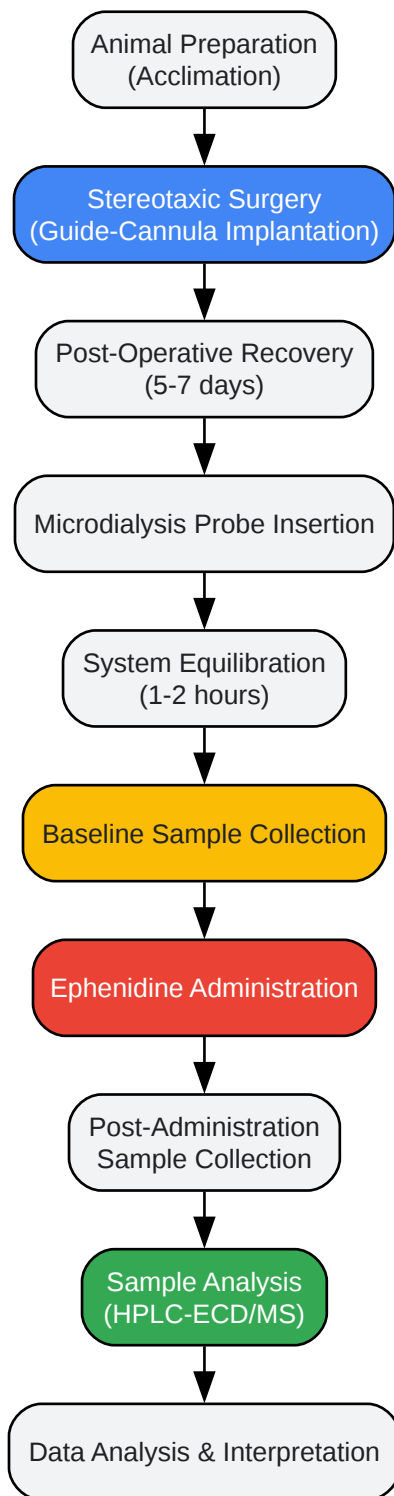 Animal Preparation
(Acclimation)
Stereotaxic Surgery
(Guide-Cannula Implantation)
Post-Operative Recovery
(5-7 days)
Microdialysis Probe Insertion
System Equilibration
(1-2 hours)
Baseline Sample Collection
Ephenidine Administration
Post-Administration
Sample Collection
Sample Analysis
(HPLC-ECD/MS)
Data Analysis & Interpretation